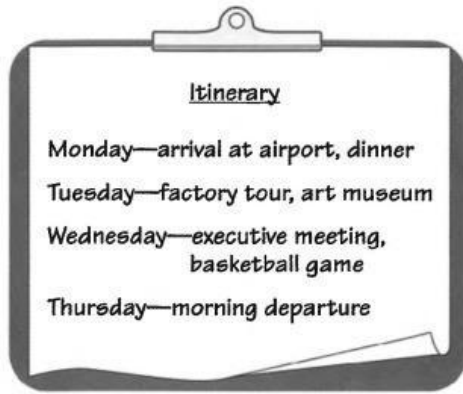 Itinerary
Monday—arrival at airport, dinner
Tuesday—factory tour, art museum
Wednesday—executive meeting,
basketball game
Thursday—morning departure